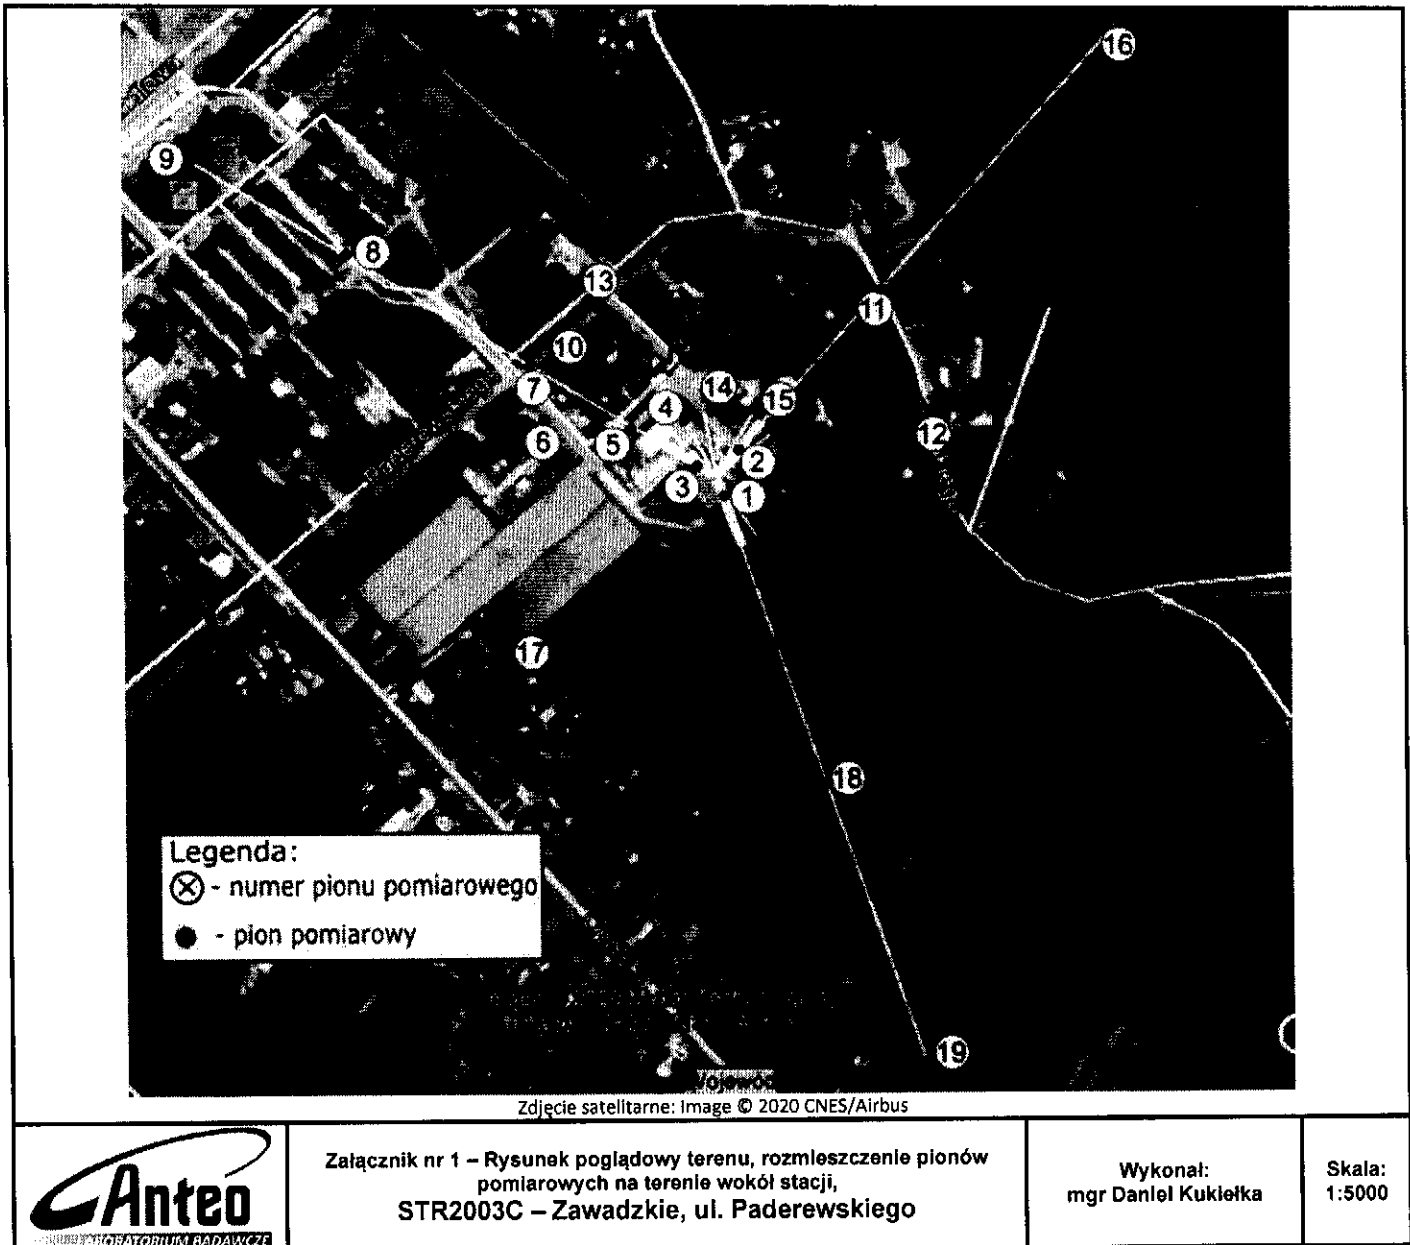 16
9
8
13
11
10
7
14
15
4
6
5
12
2
3
1
17
18
Legenda:
- numer pionu pomiarowego
- pion pomiarowy
19
Zdjęcie satelitarne: Image © 2020 CNES/Airbus
Anteo
LABORATORIUM BADAWCZE
Załącznik nr 1 – Rysunek poglądowy terenu, rozmieszczenie pionów
pomiarowych na terenie wokół stacji,
STR2003C – Zawadzkie, ul. Paderewskiego
Wykonał:
mgr Daniel Kukiełka
Skala:
1:5000